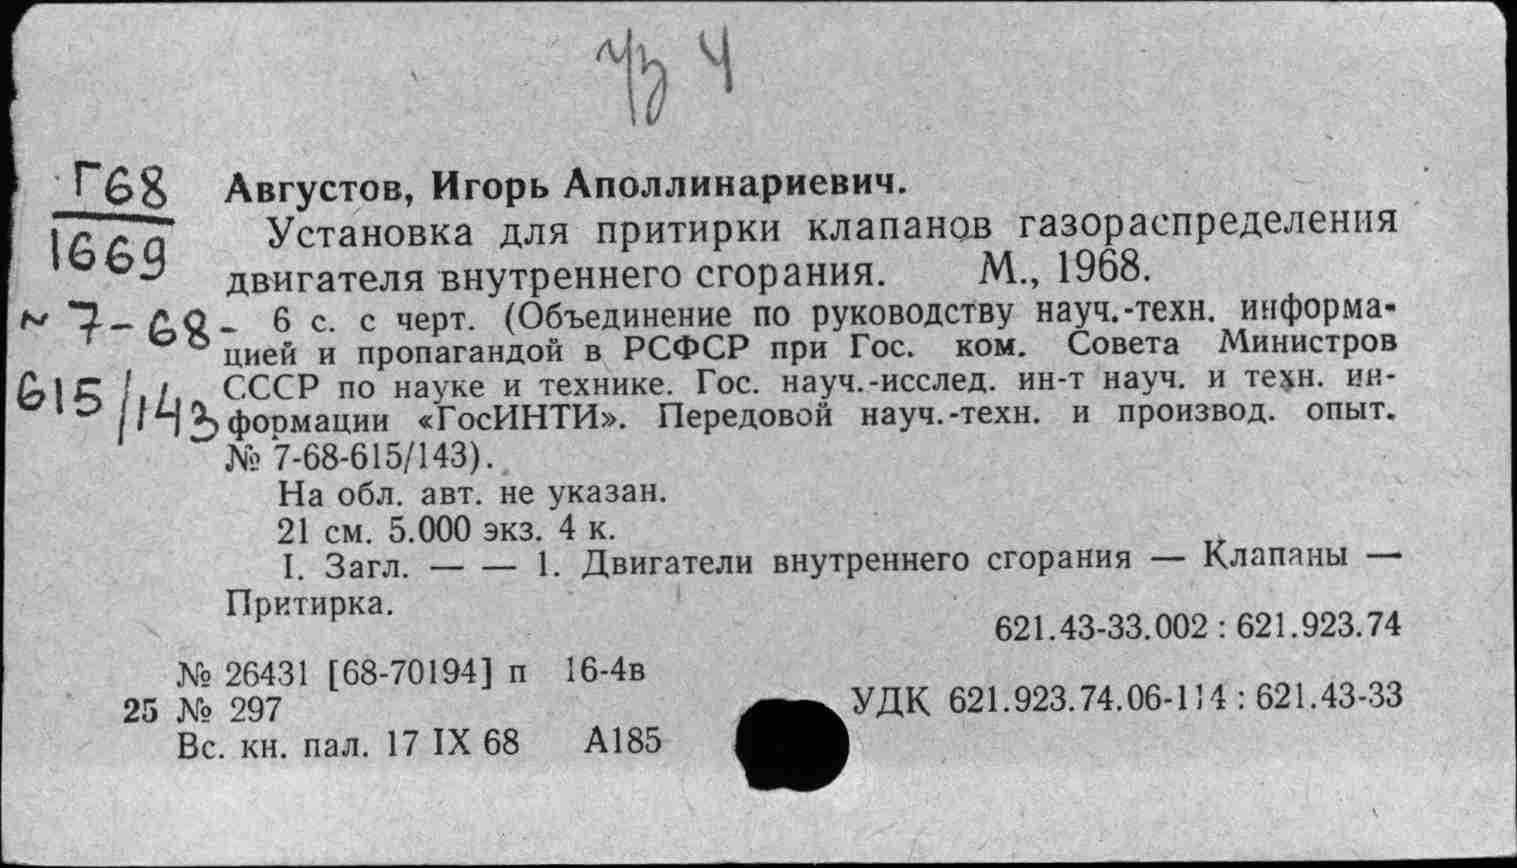 Г68
1669
~ 7-68-
615/143
Августов, Игорь Аполлинариевич.
Установка для притирки клапанов газораспределения
двигателя внутреннего сгорания. М., 1968.
6 с. с черт. (Объединение по руководству науч.-техн. информа-
цией и пропагандой в РСФСР при Гос. ком. Совета Министров
СССР по науке и технике. Гос. науч.-исслед. ин-т науч. и техн. ин-
формации «ГосИНТИ». Передовой науч.-техн. и производ. опыт.
№ 7-68-615/143).
На обл. авт. не указан.
21 см. 5.000 экз. 4 к.
I. Загл. — — 1. Двигатели внутреннего сгорания — Клапаны —
Притирка.
621.43-33.002 : 621.923.74
№ 26431 [68-70194] п 16-4в
25 № 297
УДК 621.923.74.06-114 : 621.43-33
Вс. кн. пал. 17 IX 68 А185